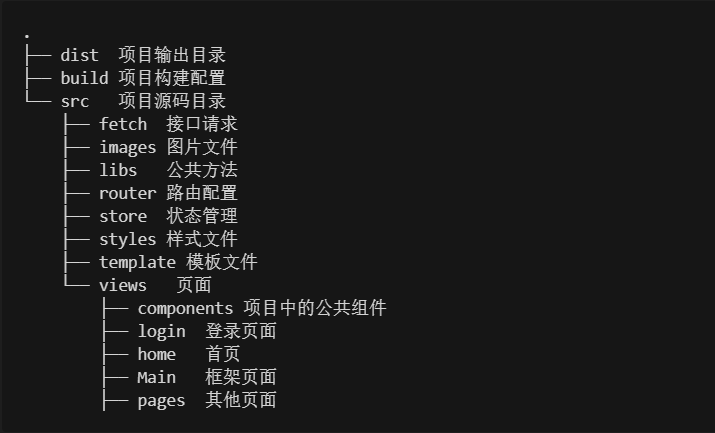 .
├── dist  项目输出目录
├── build 项目构建配置
└── src   项目源码目录
    ├── fetch  接口请求
    ├── images 图片文件
    ├── libs   公共方法
    ├── router 路由配置
    ├── store  状态管理
    ├── styles 样式文件
    ├── template 模板文件
    └── views   页面
        ├── components 项目中的公共组件
        ├── login  登录页面
        ├── home   首页
        ├── Main   框架页面
        ├── pages  其他页面